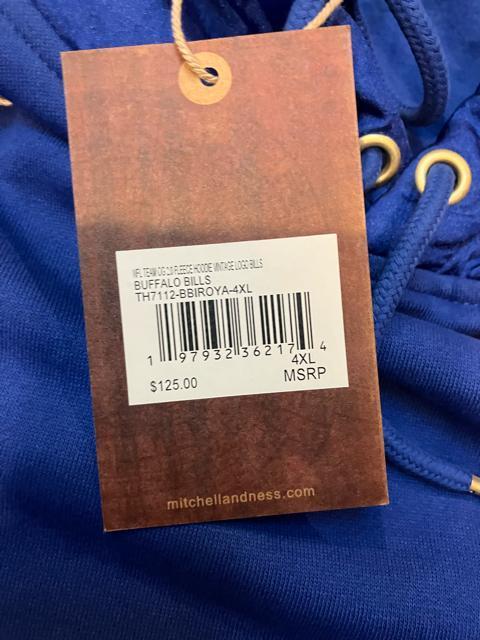 NFL TEAM OG 2.0 FLEECE HOODIE VINTAGE LOGO BILLS
BUFFALO BILLS
TH7112-BBIROYA-4XL
1 97932 36217 4
4XL
$125.00 MSRP
mitchellandness.com